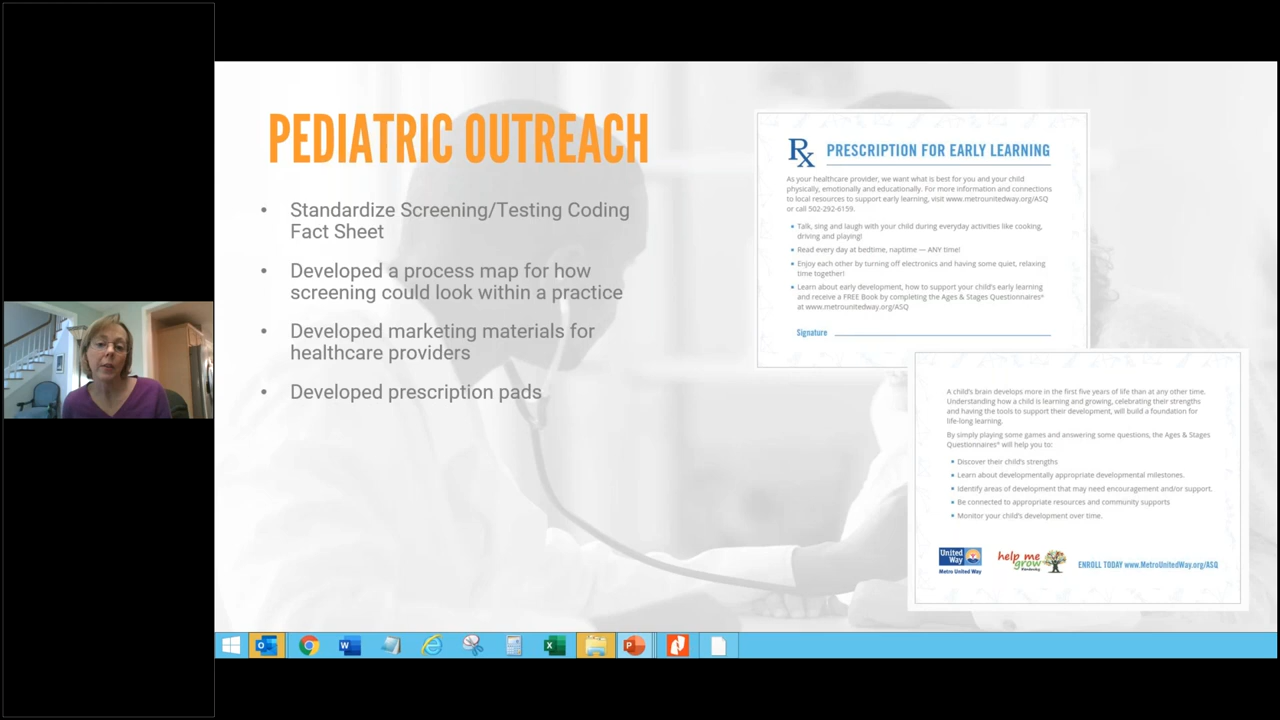 PEDIATRIC OUTREACH
• Standardize Screening/Testing Coding
Fact Sheet
• Developed a process map for how
screening could look within a practice
• Developed marketing materials for
healthcare providers
• Developed prescription pads
Rx PRESCRIPTION FOR EARLY LEARNING
As your healthcare provider, we want what is best for you and your child
physically, emotionally and educationally. For more information and connections
to local resources to support early learning, visit www.metrounitedway.org/ASQ
or call 502-292-6159.
▪ Talk, sing and laugh with your child during everyday activities like cooking,
driving and playing!
▪ Read every day at bedtime, naptime — ANY time!
▪ Enjoy each other by turning off electronics and having some quiet, relaxing
time together!
▪ Learn about early development, how to support your child's early learning
and receive a FREE Book by completing the Ages & Stages Questionnaires®
at www.metrounitedway.org/ASQ
Signature
A child's brain develops more in the first five years of life than at any other time.
Understanding how a child is learning and growing, celebrating their strengths
and having the tools to support their development, will build a foundation for
life-long learning.
By simply playing some games and answering some questions, the Ages & Stages
Questionnaires® will help you to:
▪ Discover their child's strengths
▪ Learn about developmentally appropriate developmental milestones.
▪ Identify areas of development that may need encouragement and/or support.
▪ Be connected to appropriate resources and community supports
▪ Monitor your child's development over time.
United
Way
Metro United Way
help me
grow
ENROLL TODAY www.MetroUnitedWay.org/ASQ